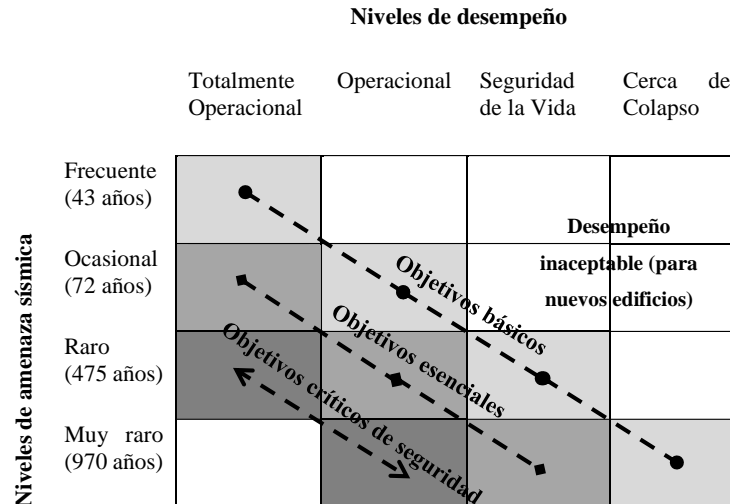 Niveles de desempeño
Totalmente
Operacional
Operacional
Seguridad
de la Vida
Cerca de
Colapso
Niveles de amenaza sísmica
Frecuente
(43 años)
Ocasional
(72 años)
Raro
(475 años)
Muy raro
(970 años)
Desempeño
inaceptable (para
nuevos edificios)
Objetivos básicos
Objetivos esenciales
Objetivos críticos de seguridad